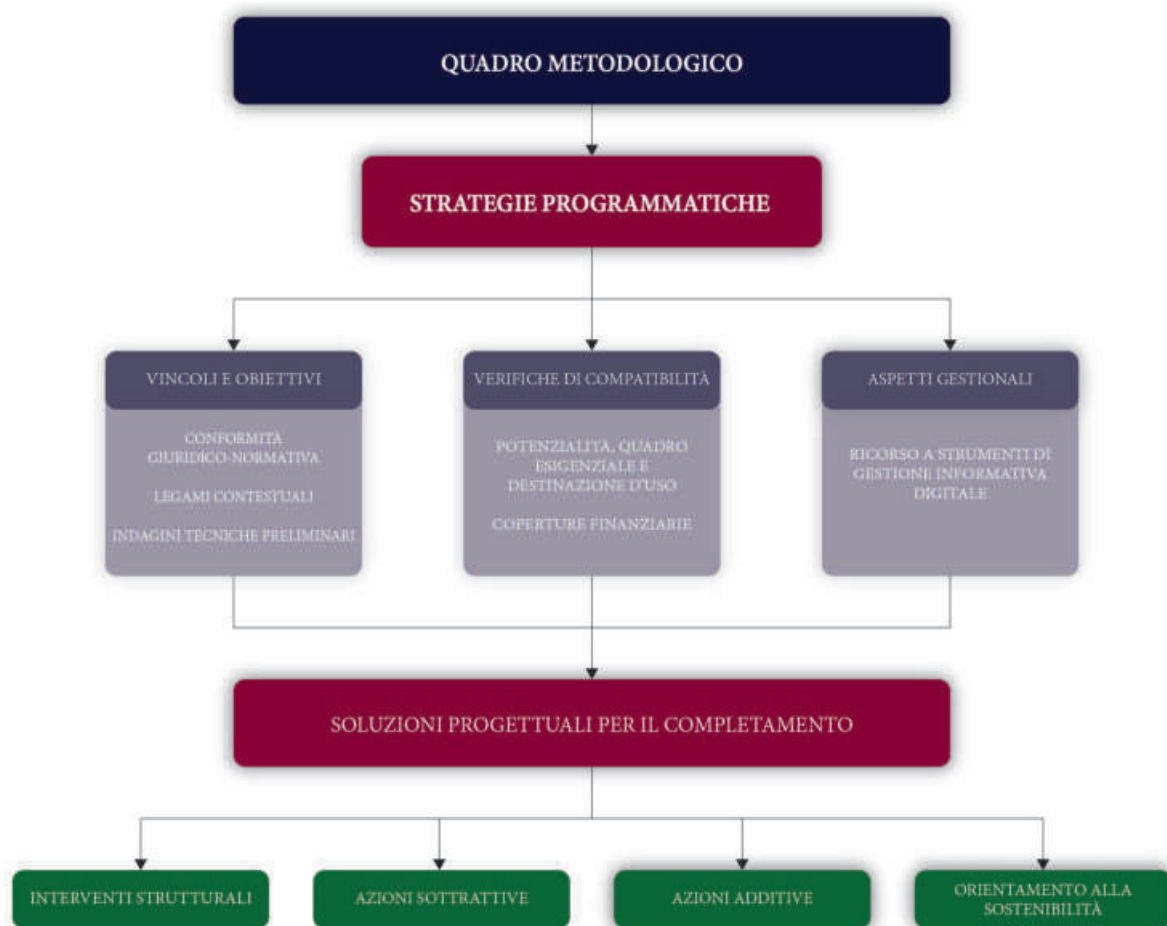 QUADRO METODOLOGICO
STRATEGIE PROGRAMMATICHE
VINCOLI E OBIETTIVI
CONFORMITÀ
GIURIDICO-NORMATIVA
LEGAMI CONTESTUALI
INDAGINI TECNICHE PRELIMINARI
VERIFICHE DI COMPATIBILITÀ
POTENZIALITÀ, QUADRO
ESIGENZIALE E
DESTINAZIONE D'USO
COPERTURE FINANZIARIE
ASPETTI GESTIONALI
RICORSO A STRUMENTI DI
GESTIONE INFORMATIVA
DIGITALE
SOLUZIONI PROGETTUALI PER IL COMPLETAMENTO
INTERVENTI STRUTTURALI
AZIONI SOTTRATTIVE
AZIONI ADDITIVE
ORIENTAMENTO ALLA
SOSTENIBILITÀ